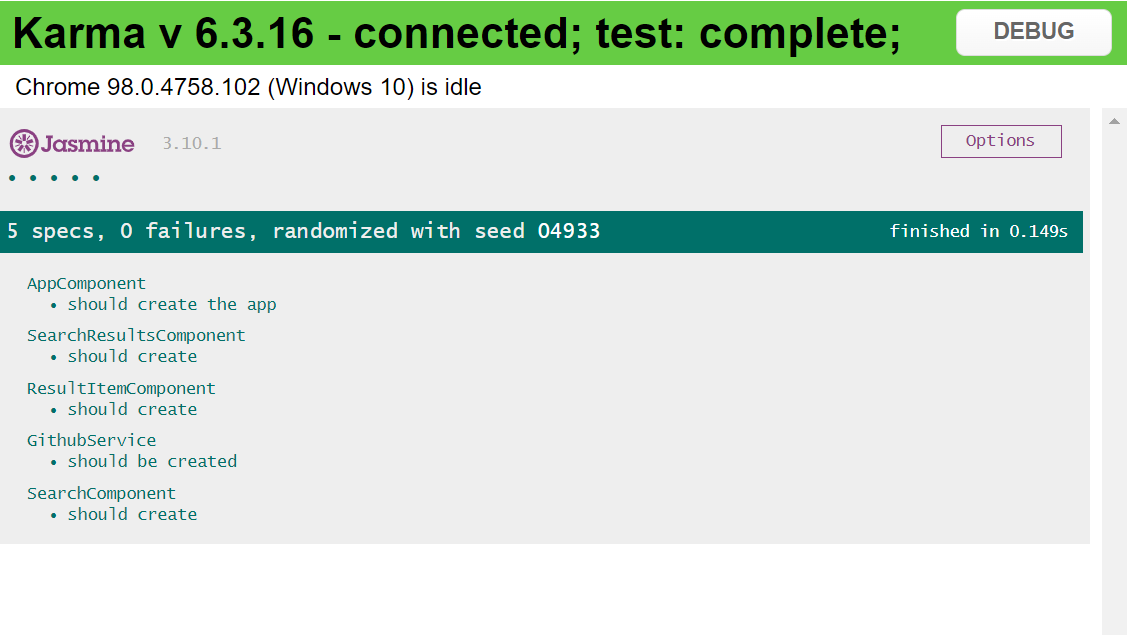 Karma v 6.3.16 - connected; test: complete;
DEBUG
Chrome 98.0.4758.102 (Windows 10) is idle
Jasmine 3.10.1
Options
• • • • •
5 specs, 0 failures, randomized with seed 04933
finished in 0.149s
AppComponent
• should create the app
SearchResultsComponent
• should create
ResultItemComponent
• should create
GithubService
• should be created
SearchComponent
• should create